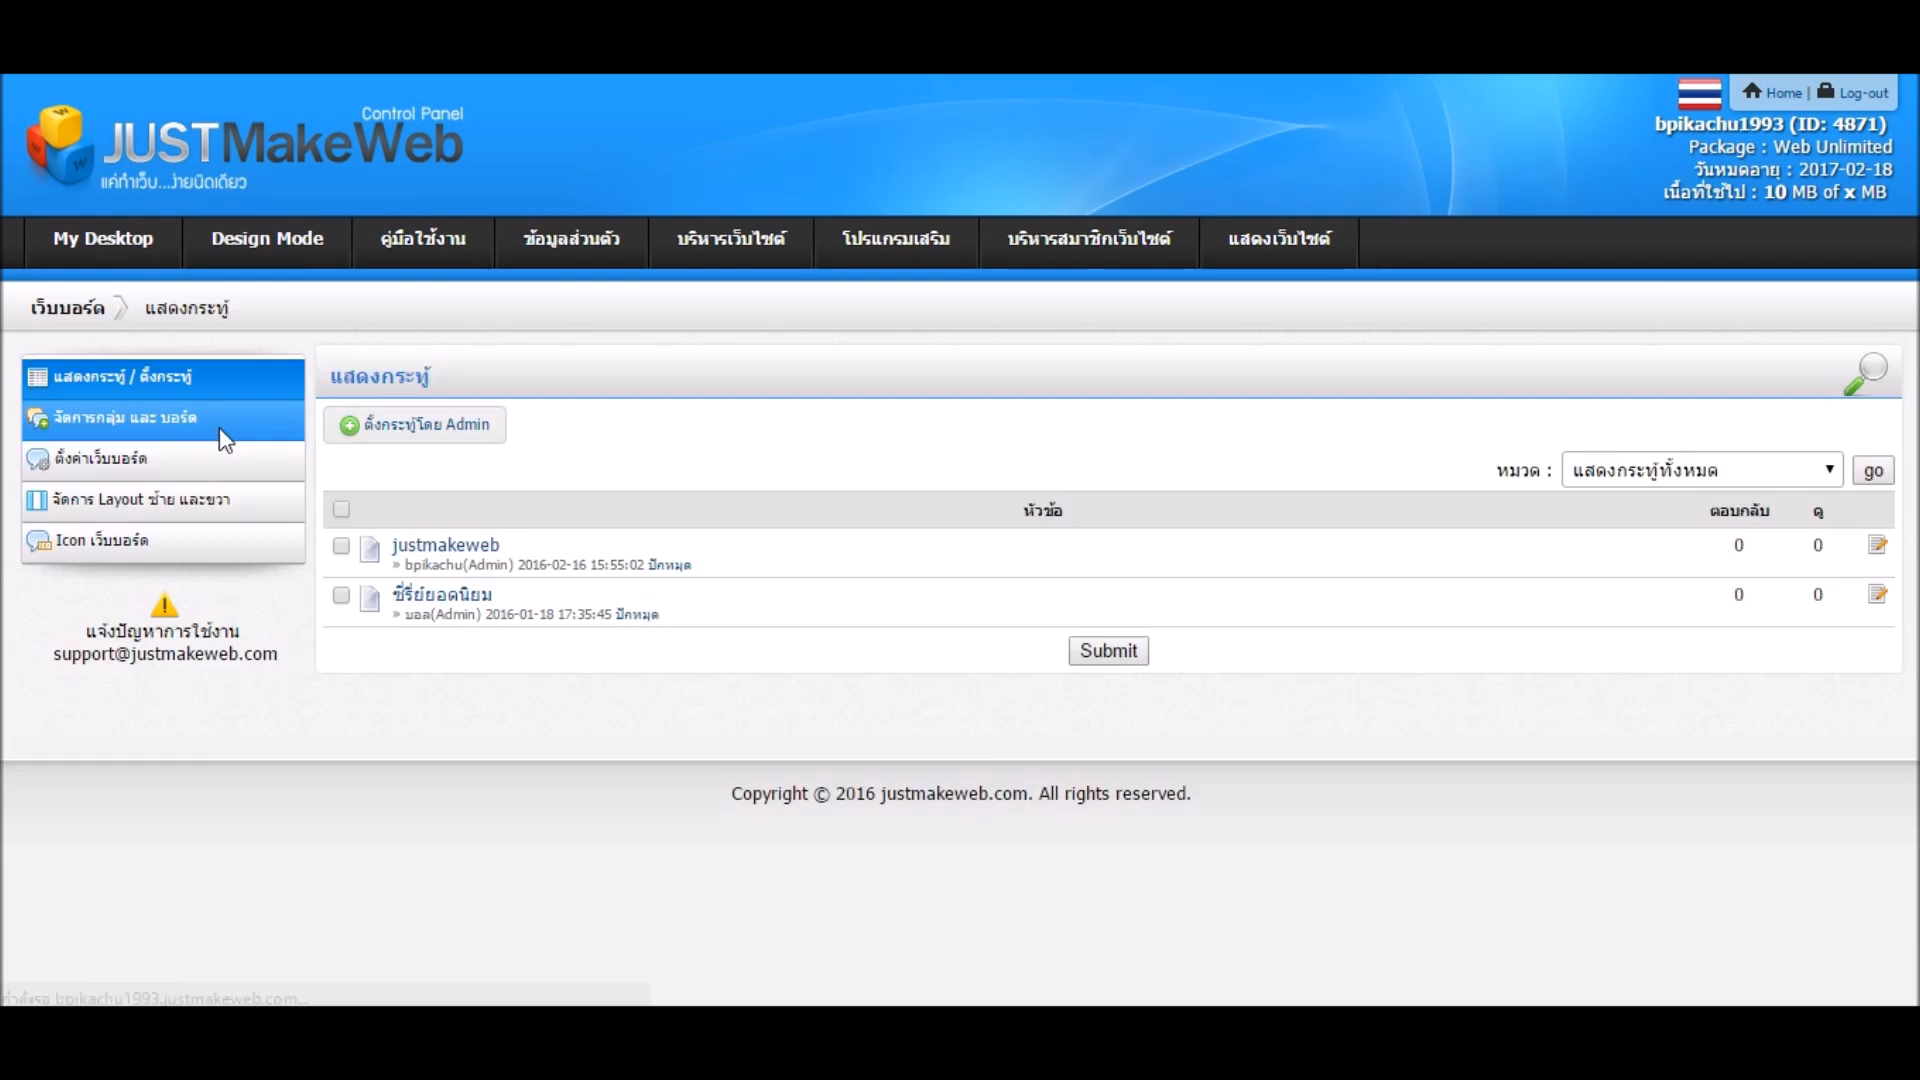 Home | Log-out
Control Panel
JUSTMakeWeb
แค่ทำเว็บ...ง่ายนิดเดียว
bpikachu1993 (ID: 4871)
Package : Web Unlimited
วันหมดอายุ : 2017-02-18
เนื้อที่ใช้ไป : 10 MB of x MB
My Desktop Design Mode คู่มือใช้งาน ข้อมูลส่วนตัว บริหารเว็บไซต์ โปรแกรมเสริม บริหารสมาชิกเว็บไซต์ แสดงเว็บไซต์
เว็บบอร์ด แสดงกระทู้
แสดงกระทู้ / ตั้งกระทู้
จัดการกลุ่ม และ บอร์ด
ตั้งค่าเว็บบอร์ด
จัดการ Layout ซ้าย และขวา
Icon เว็บบอร์ด
แจ้งปัญหาการใช้งาน
support@justmakeweb.com
แสดงกระทู้
ตั้งกระทู้โดย Admin
หมวด : แสดงกระทู้ทั้งหมด go
หัวข้อ ตอบกลับ ดู
justmakeweb 0 0
» bpikachu(Admin) 2016-02-16 15:55:02 ปักหมุด
ซี่รี่ย์ยอดนิยม 0 0
» บอล(Admin) 2016-01-18 17:35:45 ปักหมุด
Submit
Copyright © 2016 justmakeweb.com. All rights reserved.
กำลังรอ bpikachu1993.justmakeweb.com...